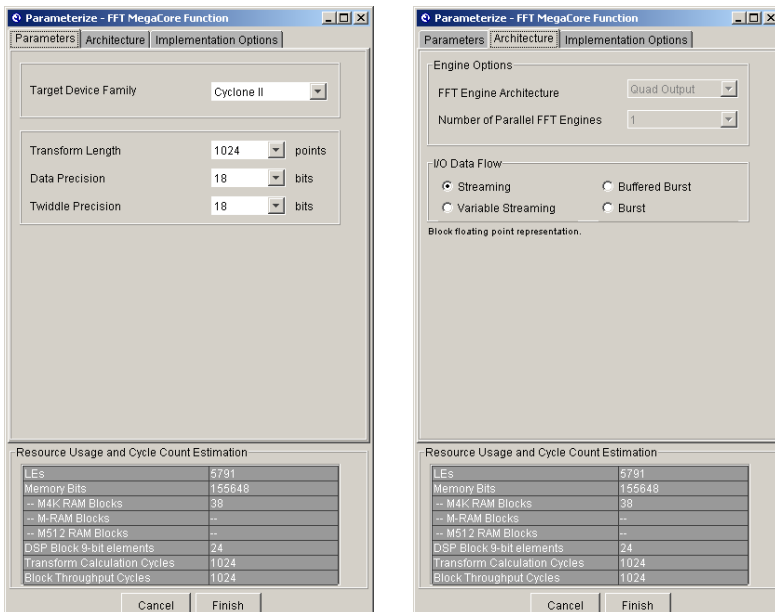 Parameterize - FFT MegaCore Function
Parameters Architecture Implementation Options
Target Device Family Cyclone II
Transform Length 1024 points
Data Precision 18 bits
Twiddle Precision 18 bits
Resource Usage and Cycle Count Estimation
LEs 5791
Memory Bits 155648
-- M4K RAM Blocks 38
-- M-RAM Blocks --
-- M512 RAM Blocks --
DSP Block 9-bit elements 24
Transform Calculation Cycles 1024
Block Throughput Cycles 1024
Cancel Finish
Parameterize - FFT MegaCore Function
Parameters Architecture Implementation Options
Engine Options
FFT Engine Architecture Quad Output
Number of Parallel FFT Engines 1
I/O Data Flow
Streaming Buffered Burst
Variable Streaming Burst
Block floating point representation.
Resource Usage and Cycle Count Estimation
LEs 5791
Memory Bits 155648
-- M4K RAM Blocks 38
-- M-RAM Blocks --
-- M512 RAM Blocks --
DSP Block 9-bit elements 24
Transform Calculation Cycles 1024
Block Throughput Cycles 1024
Cancel Finish